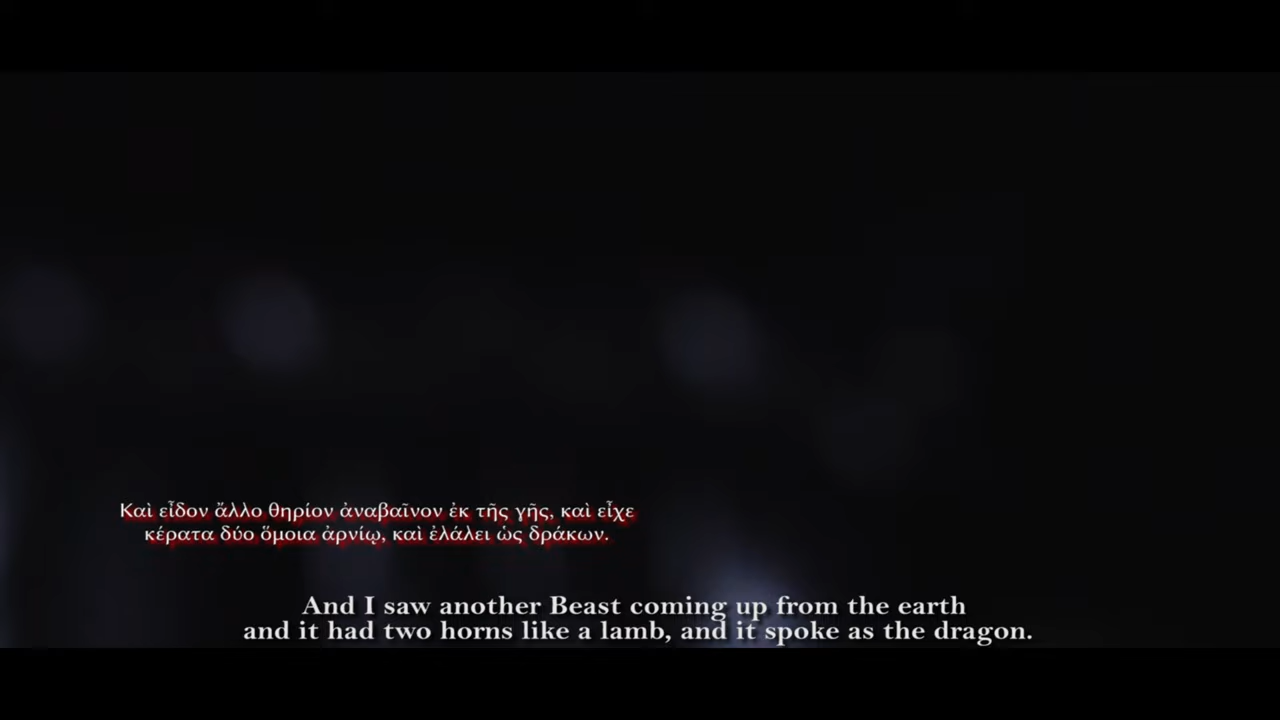 Καὶ εἶδον ἄλλο θηρίον ἀναβαῖνον ἐκ τῆς γῆς, καὶ εἶχε
κέρατα δύο ὅμοια ἀρνίῳ, καὶ ἐλάλει ὡς δράκων.
And I saw another Beast coming up from the earth
and it had two horns like a lamb, and it spoke as the dragon.